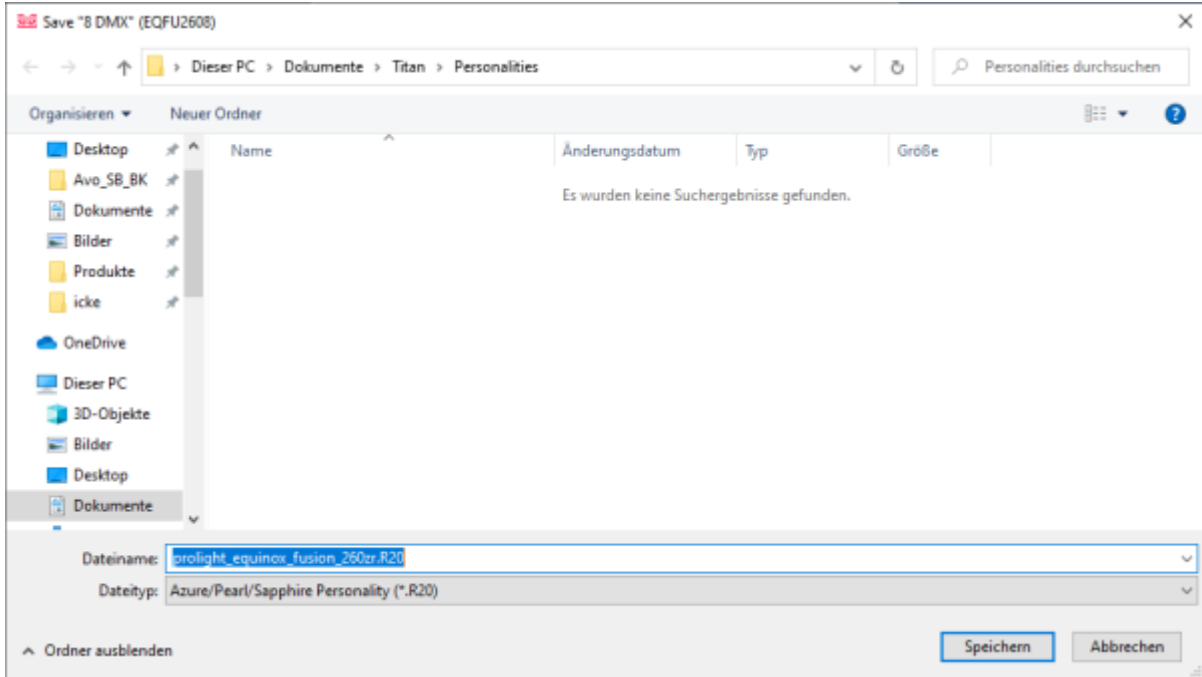 Save "8 DMX" (EQFU2608)
Dieser PC > Dokumente > Titan > Personalities
Personalities durchsuchen
Organisieren
Neuer Ordner
Desktop
Avo_SB_BK
Dokumente
Bilder
Produkte
icke
OneDrive
Dieser PC
3D-Objekte
Bilder
Desktop
Dokumente
Name Änderungsdatum Typ Größe
Es wurden keine Suchergebnisse gefunden.
Dateiname: prolight_equinox_fusion_260zr.R20
Dateityp: Azure/Pearl/Sapphire Personality (*.R20)
Ordner ausblenden
Speichern
Abbrechen